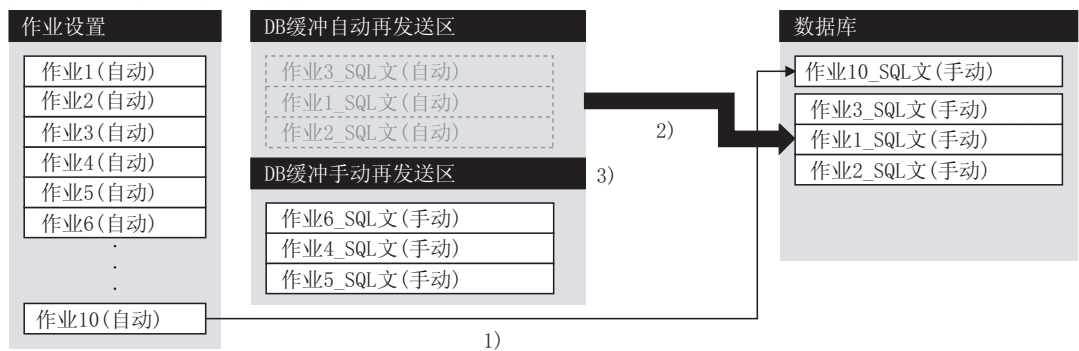 作业设置
作业1(自动)
作业2(自动)
作业3(自动)
作业4(自动)
作业5(自动)
作业6(自动)
.
.
.
作业10(自动)
DB缓冲自动再发送区
作业3_SQL文(自动)
作业1_SQL文(自动)
作业2_SQL文(自动)
DB缓冲手动再发送区
作业6_SQL文(手动)
作业4_SQL文(手动)
作业5_SQL文(手动)
1)
2)
3)
数据库
作业10_SQL文(手动)
作业3_SQL文(手动)
作业1_SQL文(手动)
作业2_SQL文(手动)